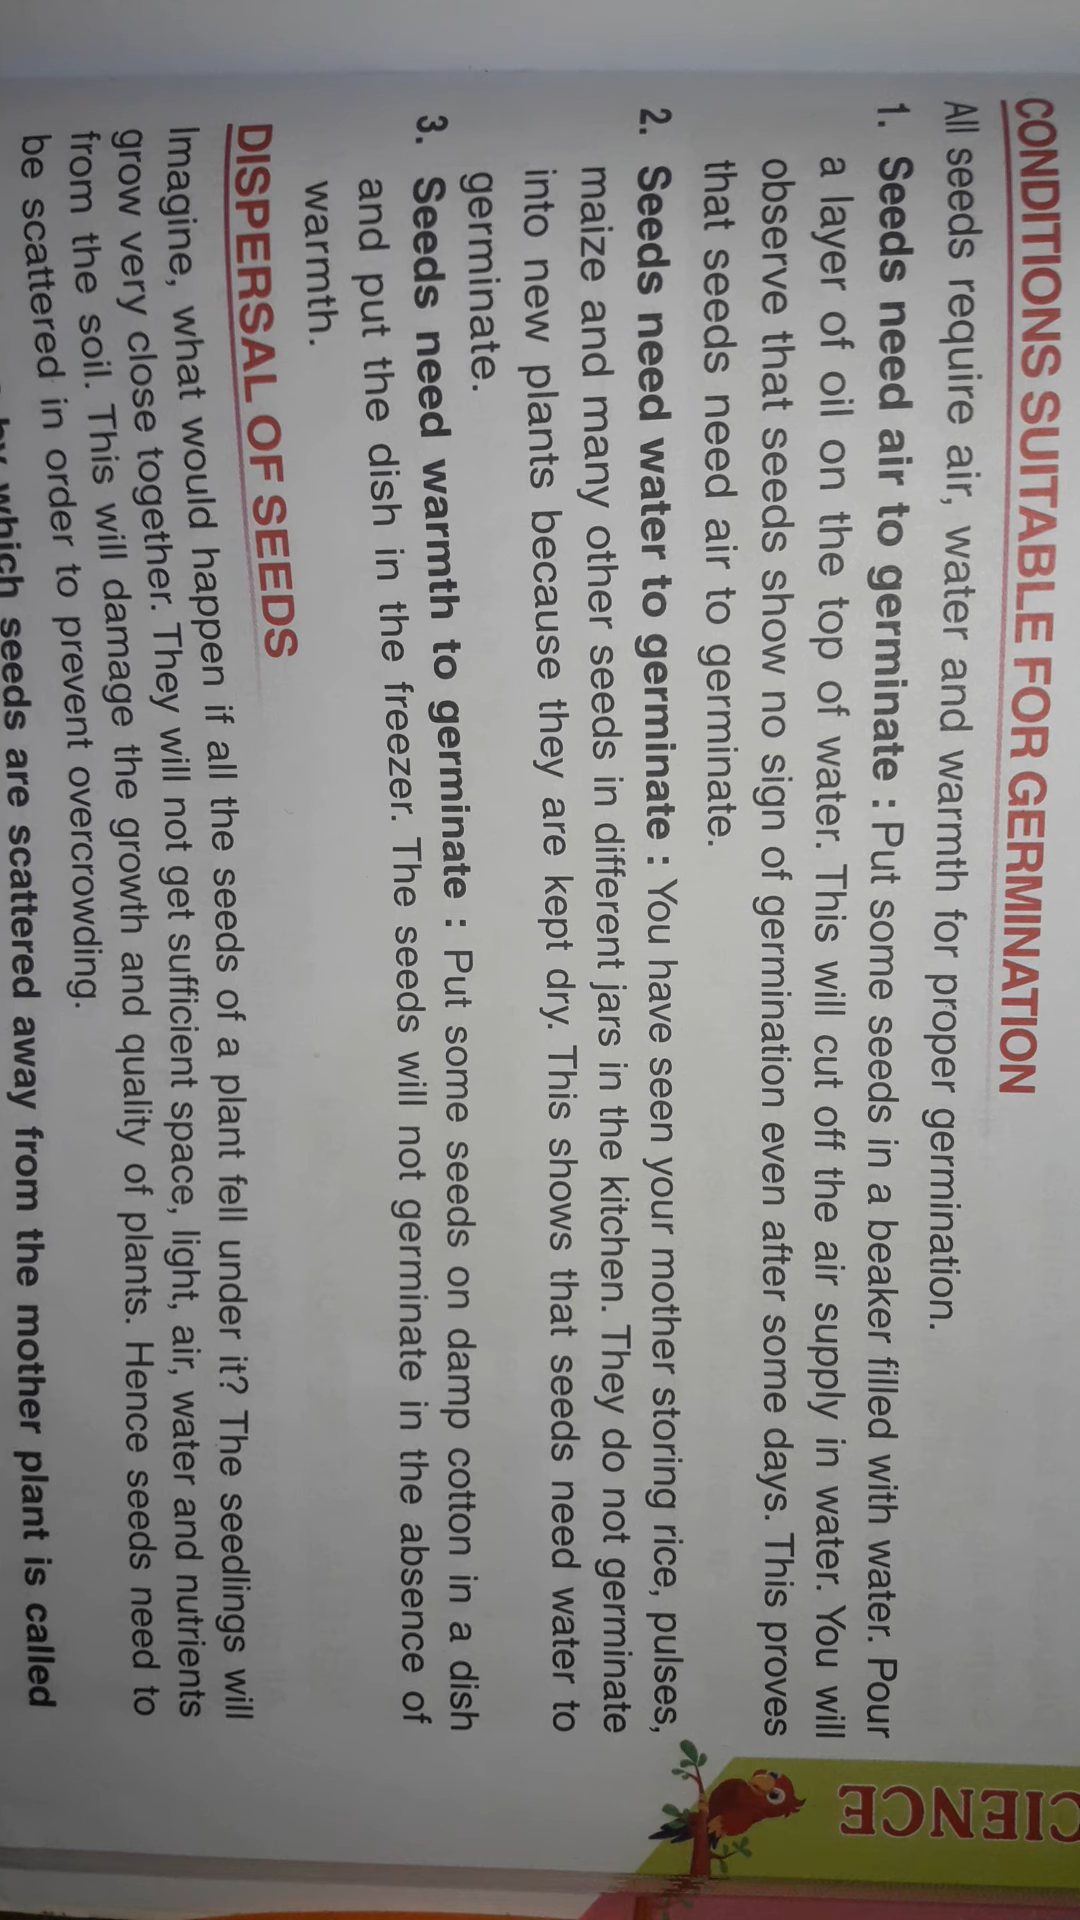 CONDITIONS SUITABLE FOR GERMINATION
All seeds require air, water and warmth for proper germination.
1. Seeds need air to germinate : Put some seeds in a beaker filled with water. Pour
a layer of oil on the top of water. This will cut off the air supply in water. You will
observe that seeds show no sign of germination even after some days. This proves
that seeds need air to germinate.
2. Seeds need water to germinate : You have seen your mother storing rice, pulses,
maize and many other seeds in different jars in the kitchen. They do not germinate
into new plants because they are kept dry. This shows that seeds need water to
germinate.
3. Seeds need warmth to germinate : Put some seeds on damp cotton in a dish
and put the dish in the freezer. The seeds will not germinate in the absence of
warmth.
DISPERSAL OF SEEDS
Imagine, what would happen if all the seeds of a plant fell under it? The seedlings will
grow very close together. They will not get sufficient space, light, air, water and nutrients
from the soil. This will damage the growth and quality of plants. Hence seeds need to
be scattered in order to prevent overcrowding.
by which seeds are scattered away from the mother plant is called
CIENCE